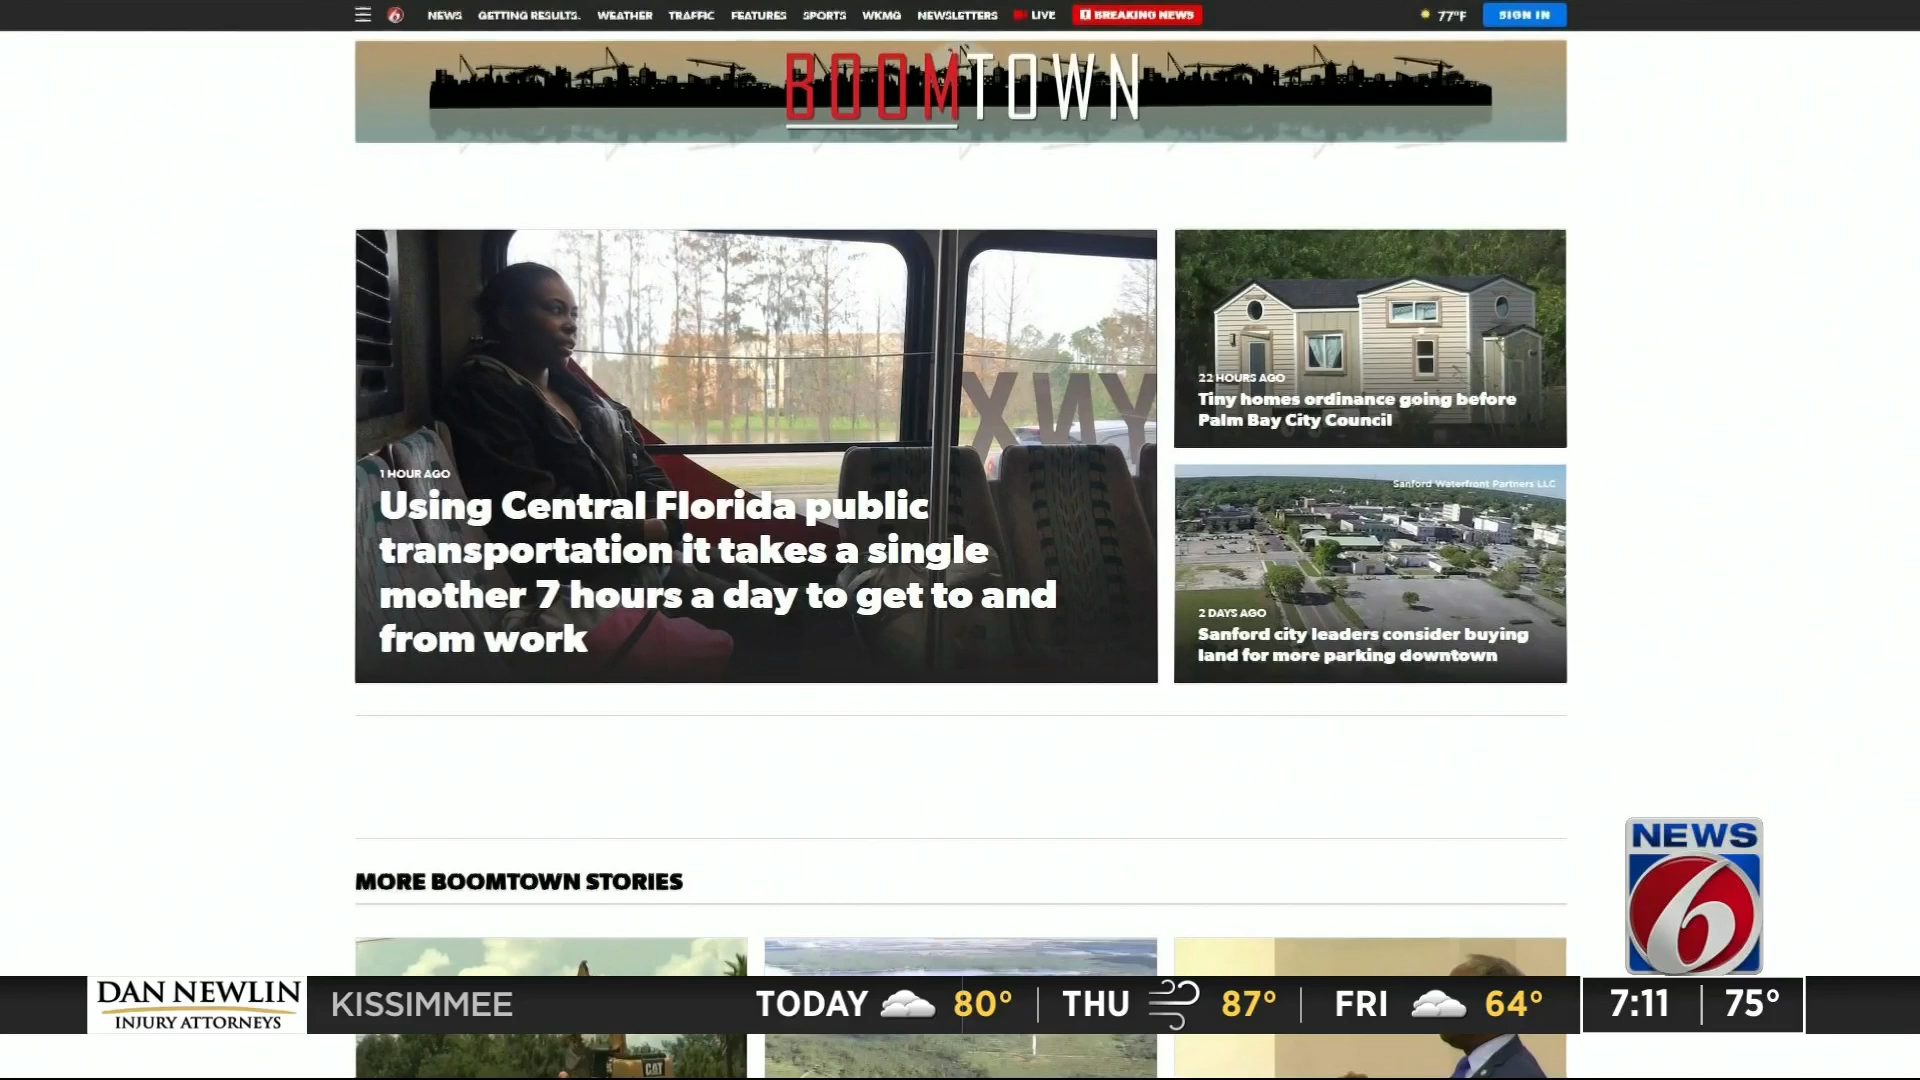 NEWS
GETTING RESULTS.
WEATHER
TRAFFIC
FEATURES
SPORTS
WKMG
NEWSLETTERS
LIVE
BREAKING NEWS
77°F
SIGN IN
BOOMTOWN
YNX
1 HOUR AGO
Using Central Florida public
transportation it takes a single
mother 7 hours a day to get to and
from work
22 HOURS AGO
Tiny homes ordinance going before
Palm Bay City Council
Sanford Waterfront Partners LLC
2 DAYS AGO
Sanford city leaders consider buying
land for more parking downtown
MORE BOOMTOWN STORIES
NEWS
6
DAN NEWLIN
INJURY ATTORNEYS
KISSIMMEE
TODAY 80° THU 87° FRI 64°
7:11 75°
CAT